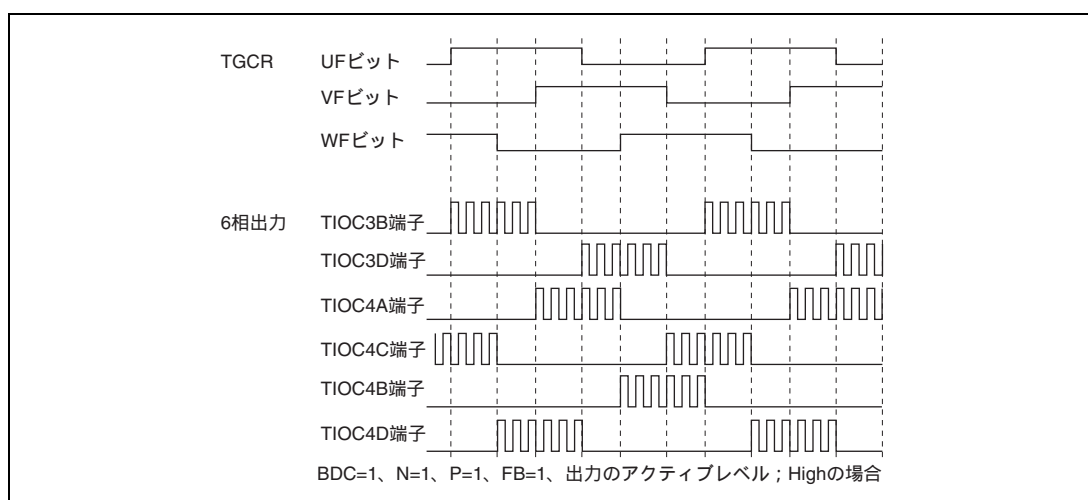 TGCR UFビット
VFビット
WFビット
6相出力 TIOC3B端子
TIOC3D端子
TIOC4A端子
TIOC4C端子
TIOC4B端子
TIOC4D端子
BDC=1、N=1、P=1、FB=1、出力のアクティブレベル；Highの場合